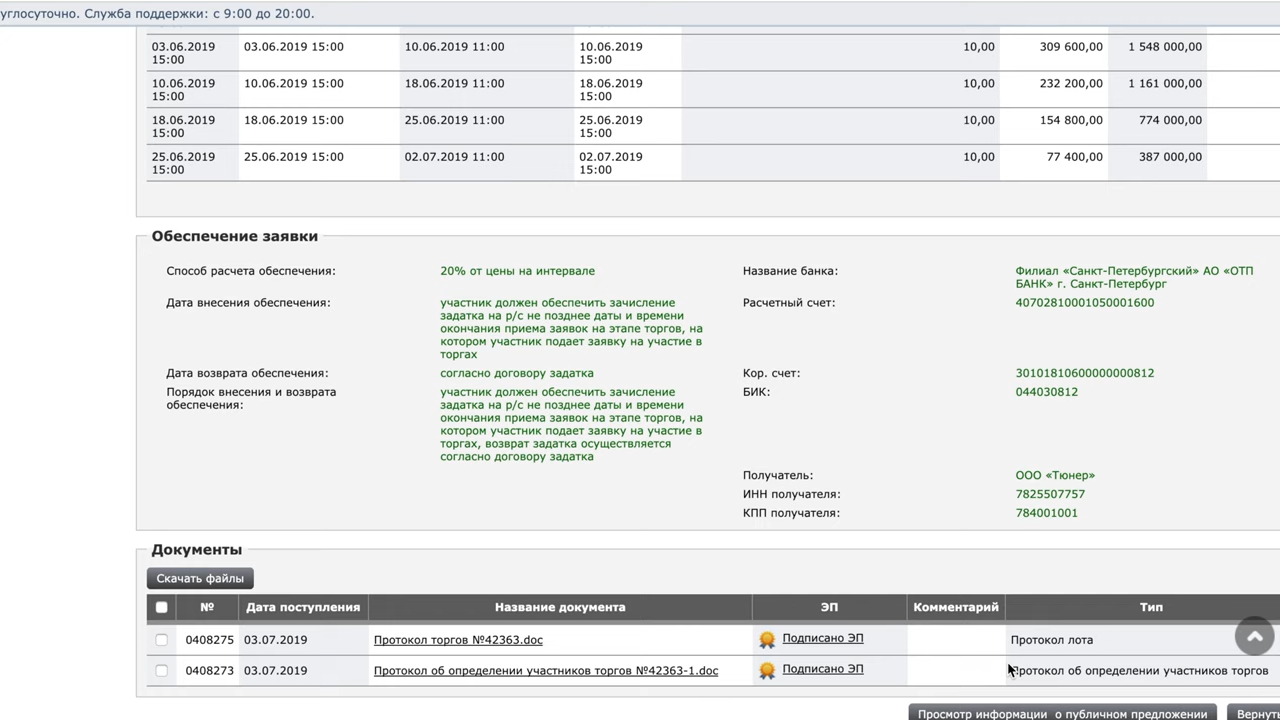 углосуточно. Служба поддержки: с 9:00 до 20:00.
03.06.2019 15:00 03.06.2019 15:00 10.06.2019 11:00 10.06.2019 15:00 10,00 309 600,00 1 548 000,00
10.06.2019 15:00 10.06.2019 15:00 18.06.2019 11:00 18.06.2019 15:00 10,00 232 200,00 1 161 000,00
18.06.2019 15:00 18.06.2019 15:00 25.06.2019 11:00 25.06.2019 15:00 10,00 154 800,00 774 000,00
25.06.2019 15:00 25.06.2019 15:00 02.07.2019 11:00 02.07.2019 15:00 10,00 77 400,00 387 000,00
Обеспечение заявки
Способ расчета обеспечения: 20% от цены на интервале
Дата внесения обеспечения: участник должен обеспечить зачисление
задатка на р/с не позднее даты и времени
окончания приема заявок на этапе торгов, на
котором участник подает заявку на участие в
торгах
Дата возврата обеспечения: согласно договору задатка
Порядок внесения и возврата
обеспечения:
участник должен обеспечить зачисление
задатка на р/с не позднее даты и времени
окончания приема заявок на этапе торгов, на
котором участник подает заявку на участие в
торгах, возврат задатка осуществляется
согласно договору задатка
Название банка: Филиал «Санкт-Петербургский» АО «ОТП
БАНК» г. Санкт-Петербург
Расчетный счет: 40702810001050001600
Кор. счет: 30101810600000000812
БИК: 044030812
Получатель: ООО «Тюнер»
ИНН получателя: 7825507757
КПП получателя: 784001001
Документы
Скачать файлы
№ Дата поступления Название документа ЭП Комментарий Тип
0408275 03.07.2019 Протокол торгов №42363.doc Подписано ЭП Протокол лота
0408273 03.07.2019 Протокол об определении участников торгов №42363-1.doc Подписано ЭП Протокол об определении участников торгов
Просмотр информации о публичном предложении Вернуть